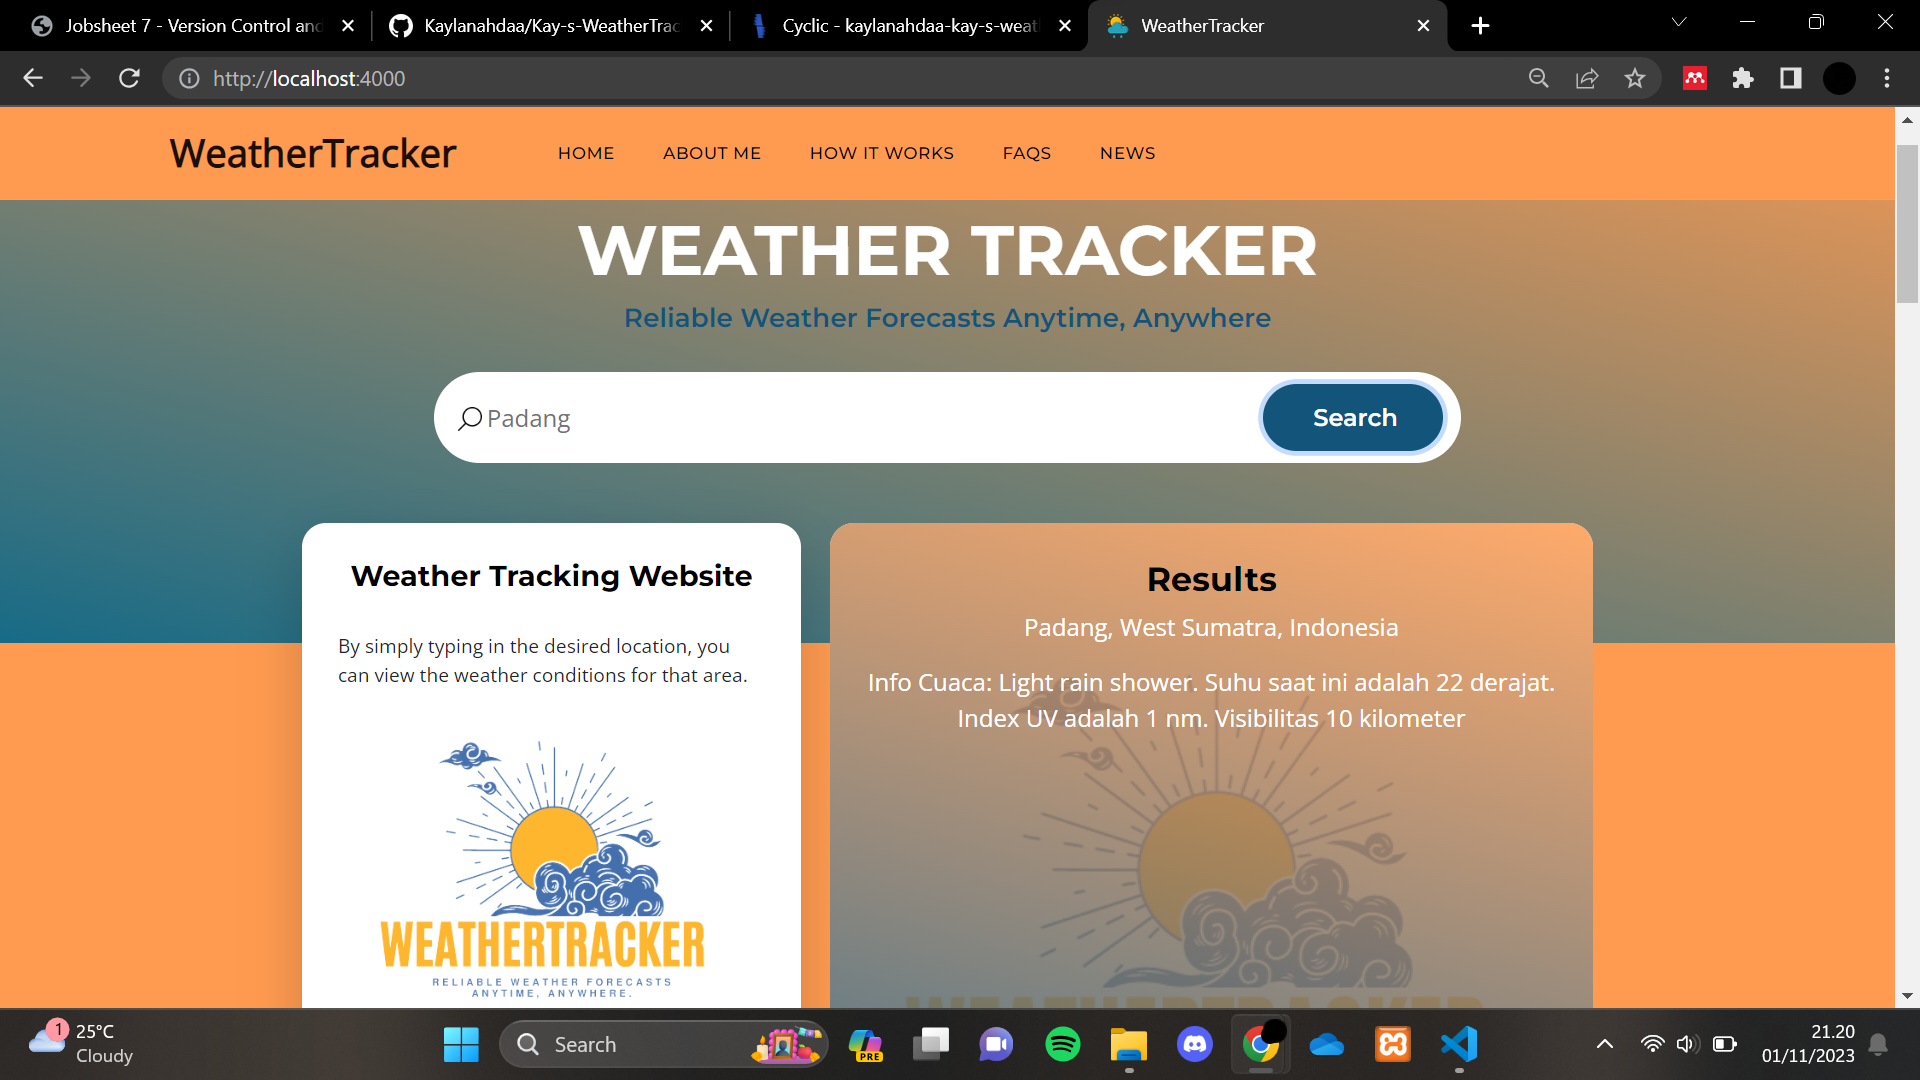 Jobsheet 7 - Version Control and
Kaylanahdaa/Kay-s-WeatherTrac
Cyclic - kaylanahdaa-kay-s-weat
WeatherTracker
http://localhost:4000
WeatherTracker
HOME
ABOUT ME
HOW IT WORKS
FAQS
NEWS
WEATHER TRACKER
Reliable Weather Forecasts Anytime, Anywhere
Padang
Search
Weather Tracking Website
By simply typing in the desired location, you
can view the weather conditions for that area.
WEATHERTRACKER
RELIABLE WEATHER FORECASTS
ANYTIME, ANYWHERE.
Results
Padang, West Sumatra, Indonesia
Info Cuaca: Light rain shower. Suhu saat ini adalah 22 derajat.
Index UV adalah 1 nm. Visibilitas 10 kilometer
WEATHERTRACKER
1
25°C
Cloudy
Search
PRE
21.20
01/11/2023